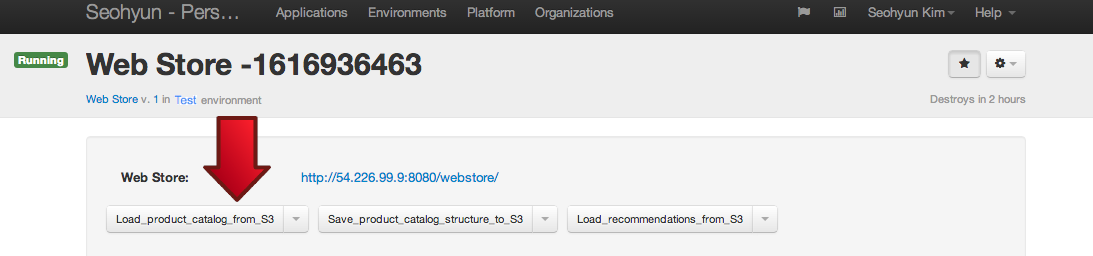 Seohyun - Pers... Applications Environments Platform Organizations Seohyun Kim Help
Running Web Store -1616936463
Web Store v. 1 in Test environment Destroys in 2 hours
Web Store: http://54.226.99.9:8080/webstore/
Load_product_catalog_from_S3 Save_product_catalog_structure_to_S3 Load_recommendations_from_S3